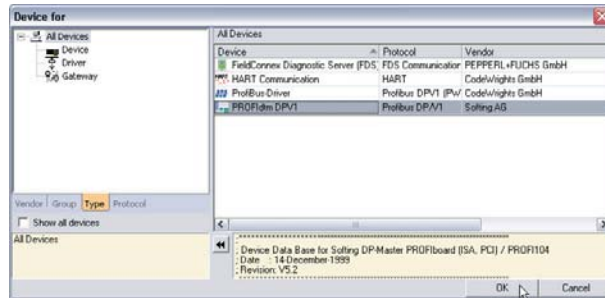 Device for
All Devices
Device
Driver
Gateway
Vendor Group Type Protocol
Show all devices
All Devices
All Devices
Device Protocol Vendor
FieldConnex Diagnostic Server (FDS) FDS Communication PEPPERL+FUCHS GmbH
HART Communication HART CodeWrights GmbH
ProfiBus-Driver Profibus DPV1 (PW CodeWrights GmbH
PROFIdtm DPV1 Profibus DP/V1 Softing AG
; Device Data Base for Softing DP-Master PROFIboard (ISA, PCI) / PROFI104
; Date : 14-December-1999
; Revision: V5.2
OK Cancel